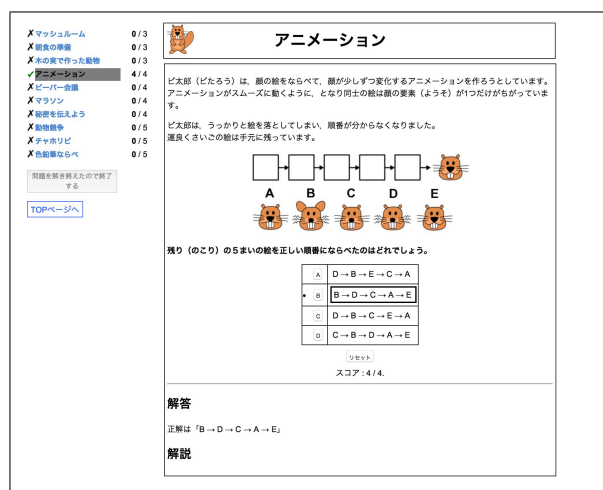 ✗マッシュルーム 0 / 3
✗朝食の準備 0 / 3
✗木の実で作った動物 0 / 3
✓アニメーション 4 / 4
✗ビーバー会議 0 / 4
✗マラソン 0 / 4
✗秘密を伝えよう 0 / 4
✗動物競争 0 / 5
✗チャホリビ 0 / 5
✗色鉛筆ならべ 0 / 5
問題を解き終えたので終了
する
TOPページへ
アニメーション
ビ太郎（びたろう）は，顔の絵をならべて，顔が少しずつ変化するアニメーションを作ろうとしています。
アニメーションがスムーズに動くように，となり同士の絵は顔の要素（ようそ）が1つだけがちがっていま
す。
ビ太郎は，うっかりと絵を落としてしまい，順番が分からなくなりました。
運良くさいごの絵は手元に残っています。
A B C D E
残り（のこり）の５まいの絵を正しい順番にならべたのはどれでしょう。
A D → B → E → C → A
B B → D → C → A → E
C D → B → C → E → A
D C → B → D → A → E
リセット
スコア : 4 / 4.
解答
正解は「B → D → C → A → E」
解説